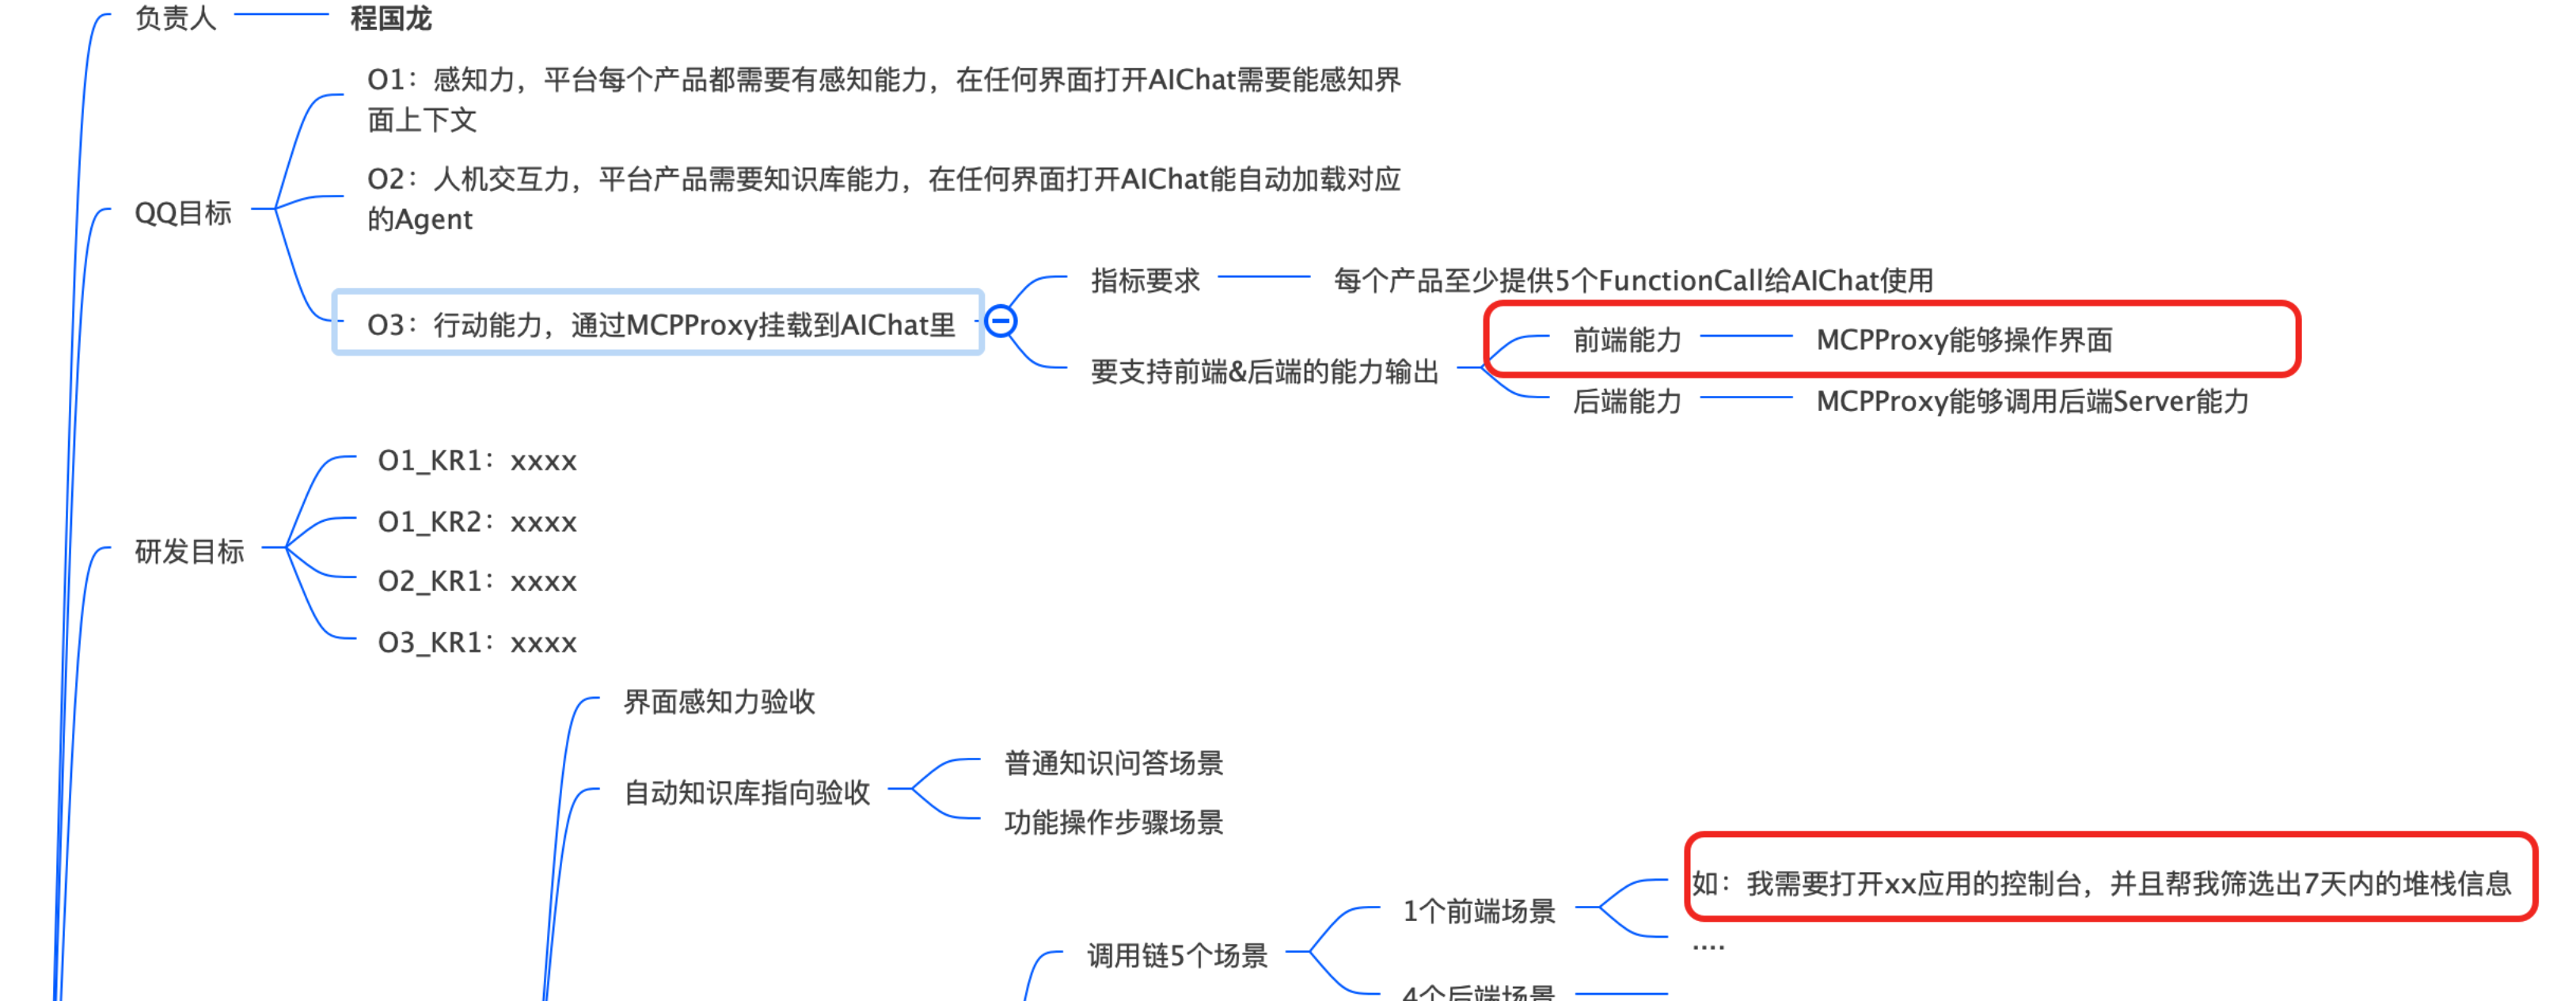 负责人
程国龙
QQ目标
O1：感知力，平台每个产品都需要有感知能力，在任何界面打开AIChat需要能感知界
面上下文
O2：人机交互力，平台产品需要知识库能力，在任何界面打开AIChat能自动加载对应
的Agent
O3：行动能力，通过MCPProxy挂载到AIChat里
指标要求
每个产品至少提供5个FunctionCall给AIChat使用
要支持前端&后端的能力输出
前端能力
MCPProxy能够操作界面
后端能力
MCPProxy能够调用后端Server能力
研发目标
O1_KR1：xxxx
O1_KR2：xxxx
O2_KR1：xxxx
O3_KR1：xxxx
界面感知力验收
自动知识库指向验收
普通知识问答场景
功能操作步骤场景
调用链5个场景
1个前端场景
如：我需要打开xx应用的控制台，并且帮我筛选出7天内的堆栈信息
....
4个后端场景